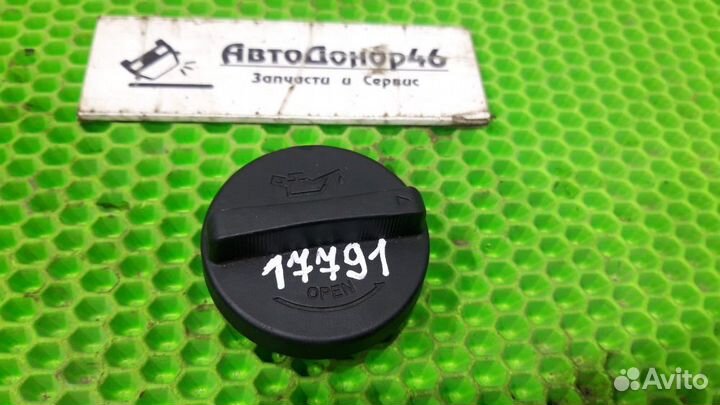 АвтоДонор46
Запчасти и Сервис
17791
OPEN
Avito